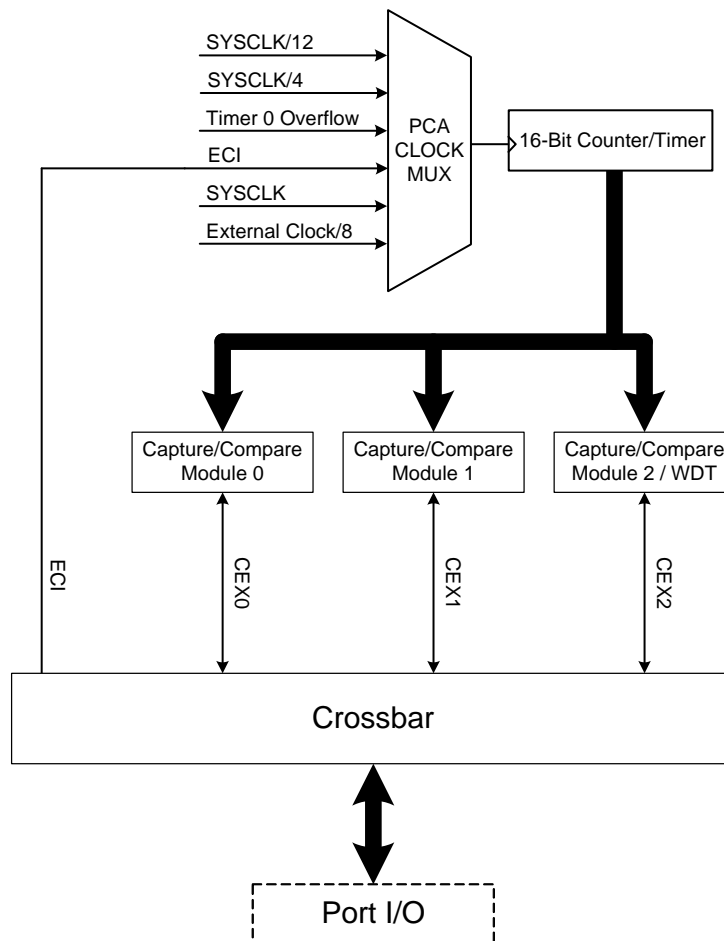 SYSCLK/12
SYSCLK/4
Timer 0 Overflow
ECI
SYSCLK
External Clock/8
PCA
CLOCK
MUX
16-Bit Counter/Timer
Capture/Compare
Module 0
Capture/Compare
Module 1
Capture/Compare
Module 2 / WDT
ECI
CEX0
CEX1
CEX2
Crossbar
Port I/O